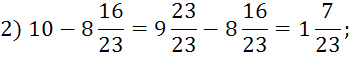 2) 10 − 8 16/23 = 9 23/23 − 8 16/23 = 1 7/23;